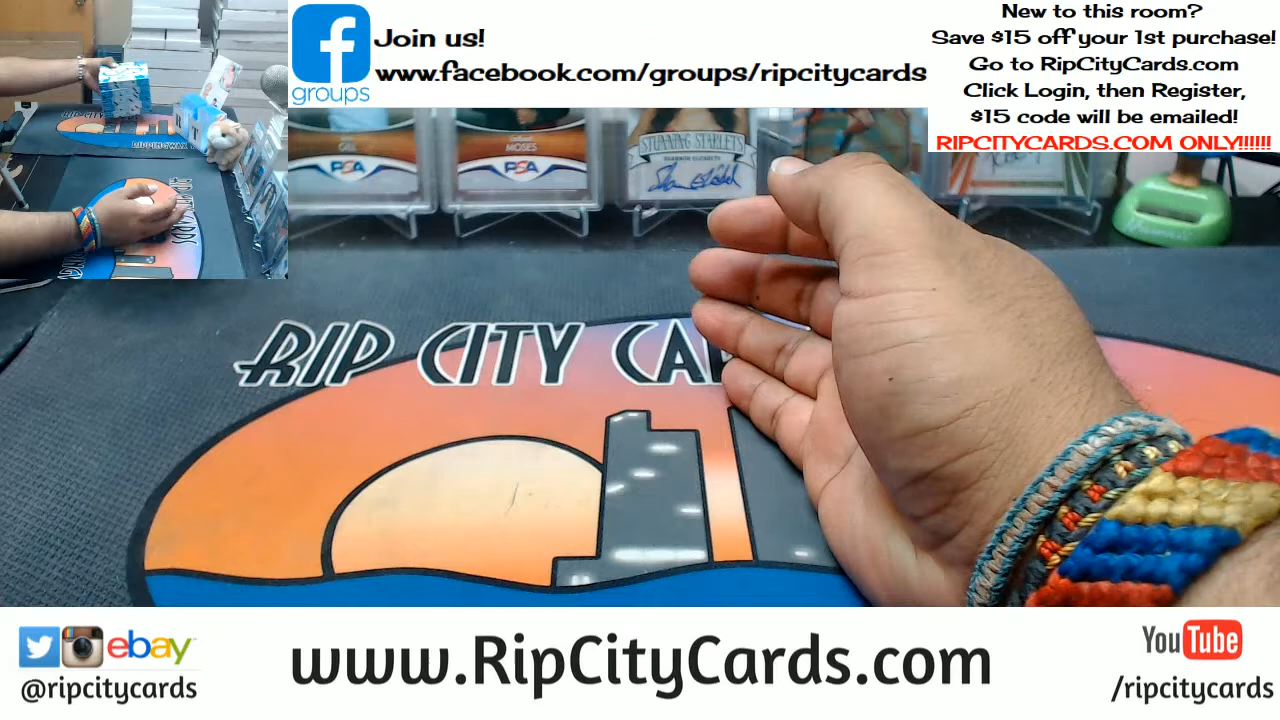 New to this room?
Save $15 off your 1st purchase!
Go to RipCityCards.com
Click Login, then Register,
$15 code will be emailed!
RIPCITYCARDS.COM ONLY!!!!!!
Join us!
www.facebook.com/groups/ripcitycards
groups
RIP CITY
PSA
MOSES
PSA
STUNNING STARLETS
RIP CITY CA
ebay
@ripcitycards
www.RipCityCards.com
YouTube
/ripcitycards